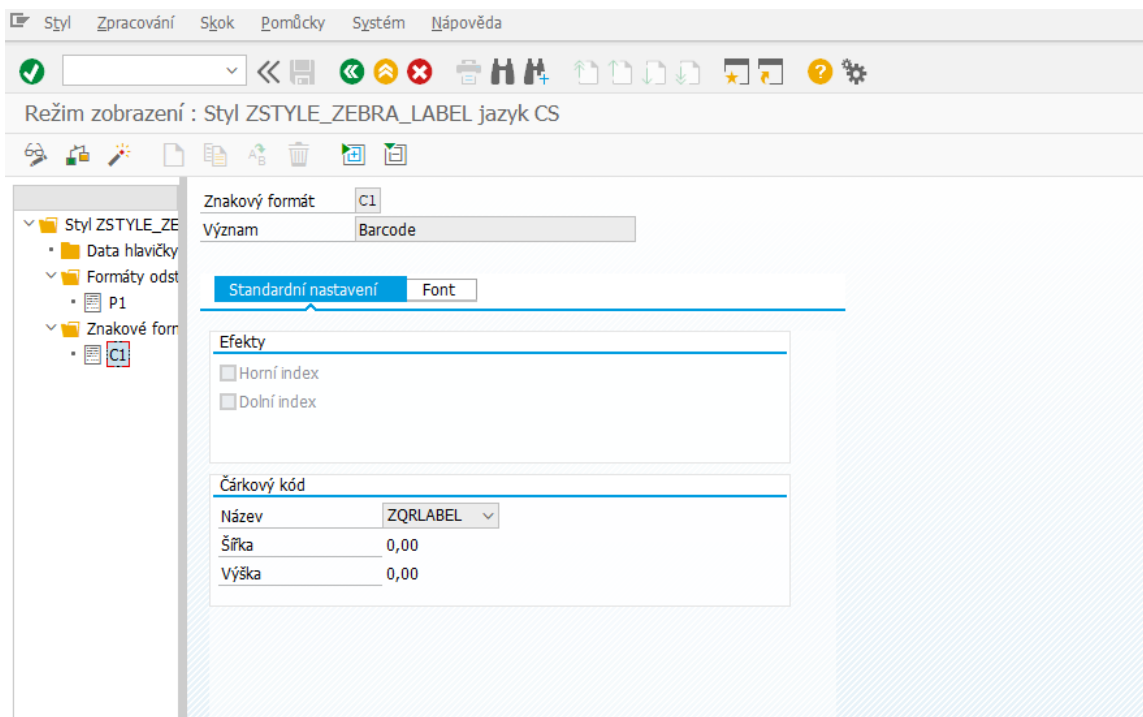 Styl Zpracování Skok Pomůcky Systém Nápověda
Režim zobrazení : Styl ZSTYLE_ZEBRA_LABEL jazyk CS
Styl ZSTYLE_ZE
Data hlavičky
Formáty odst
P1
Znakové form
C1
Znakový formát C1
Význam Barcode
Standardní nastavení Font
Efekty
Horní index
Dolní index
Čárkový kód
Název ZQRLABEL
Šířka 0,00
Výška 0,00